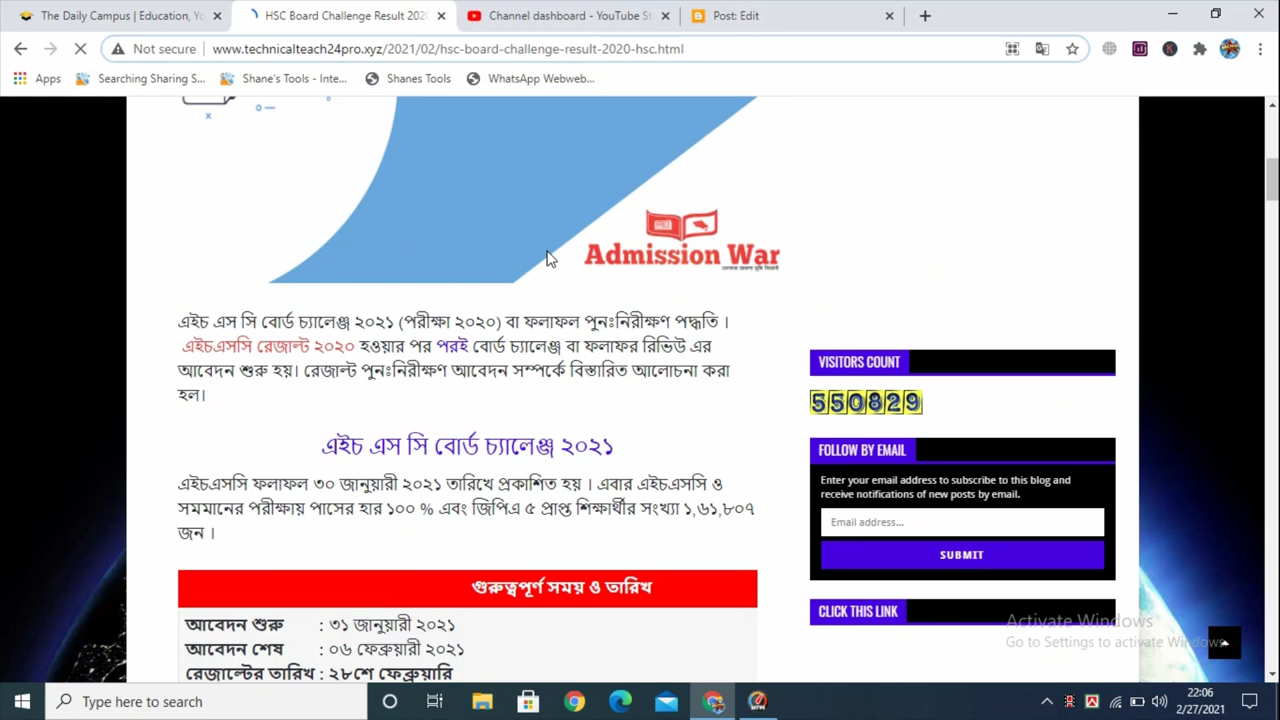 The Daily Campus | Education, Yo
HSC Board Challenge Result 202
Channel dashboard - YouTube St
Post: Edit
Not secure
www.technicalteach24pro.xyz/2021/02/hsc-board-challenge-result-2020-hsc.html
Apps
Searching Sharing S...
Shane's Tools - Inte...
Shanes Tools
WhatsApp Webweb...
Admission War
এইচ এস সি বোর্ড চ্যালেঞ্জ ২০২১ (পরীক্ষা ২০২০) বা ফলাফল পুনঃনিরীক্ষণ পদ্ধতি ।
এইচএসসি রেজাল্ট ২০২০ হওয়ার পর পরই বোর্ড চ্যালেঞ্জ বা ফলাফর রিভিউ এর
আবেদন শুরু হয়। রেজাল্ট পুনঃনিরীক্ষণ আবেদন সম্পর্কে বিস্তারিত আলোচনা করা
হল।
এইচ এস সি বোর্ড চ্যালেঞ্জ ২০২১
এইচএসসি ফলাফল ৩০ জানুয়ারী ২০২১ তারিখে প্রকাশিত হয় । এবার এইচএসসি ও
সমমানের পরীক্ষায় পাসের হার ১০০ % এবং জিপিএ ৫ প্রাপ্ত শিক্ষার্থীর সংখ্যা ১,৬১,৮০৭
জন ।
গুরুত্বপূর্ণ সময় ও তারিখ
আবেদন শুরু : ৩১ জানুয়ারী ২০২১
আবেদন শেষ : ০৬ ফেব্রুয়ারী ২০২১
রেজাল্টের তারিখ : ২৮শে ফেব্রুয়ারি
VISITORS COUNT
550829
FOLLOW BY EMAIL
Enter your email address to subscribe to this blog and
receive notifications of new posts by email.
Email address...
SUBMIT
CLICK THIS LINK
Activate Windows
Go to Settings to activate Windows.
Type here to search
22:06
2/27/2021